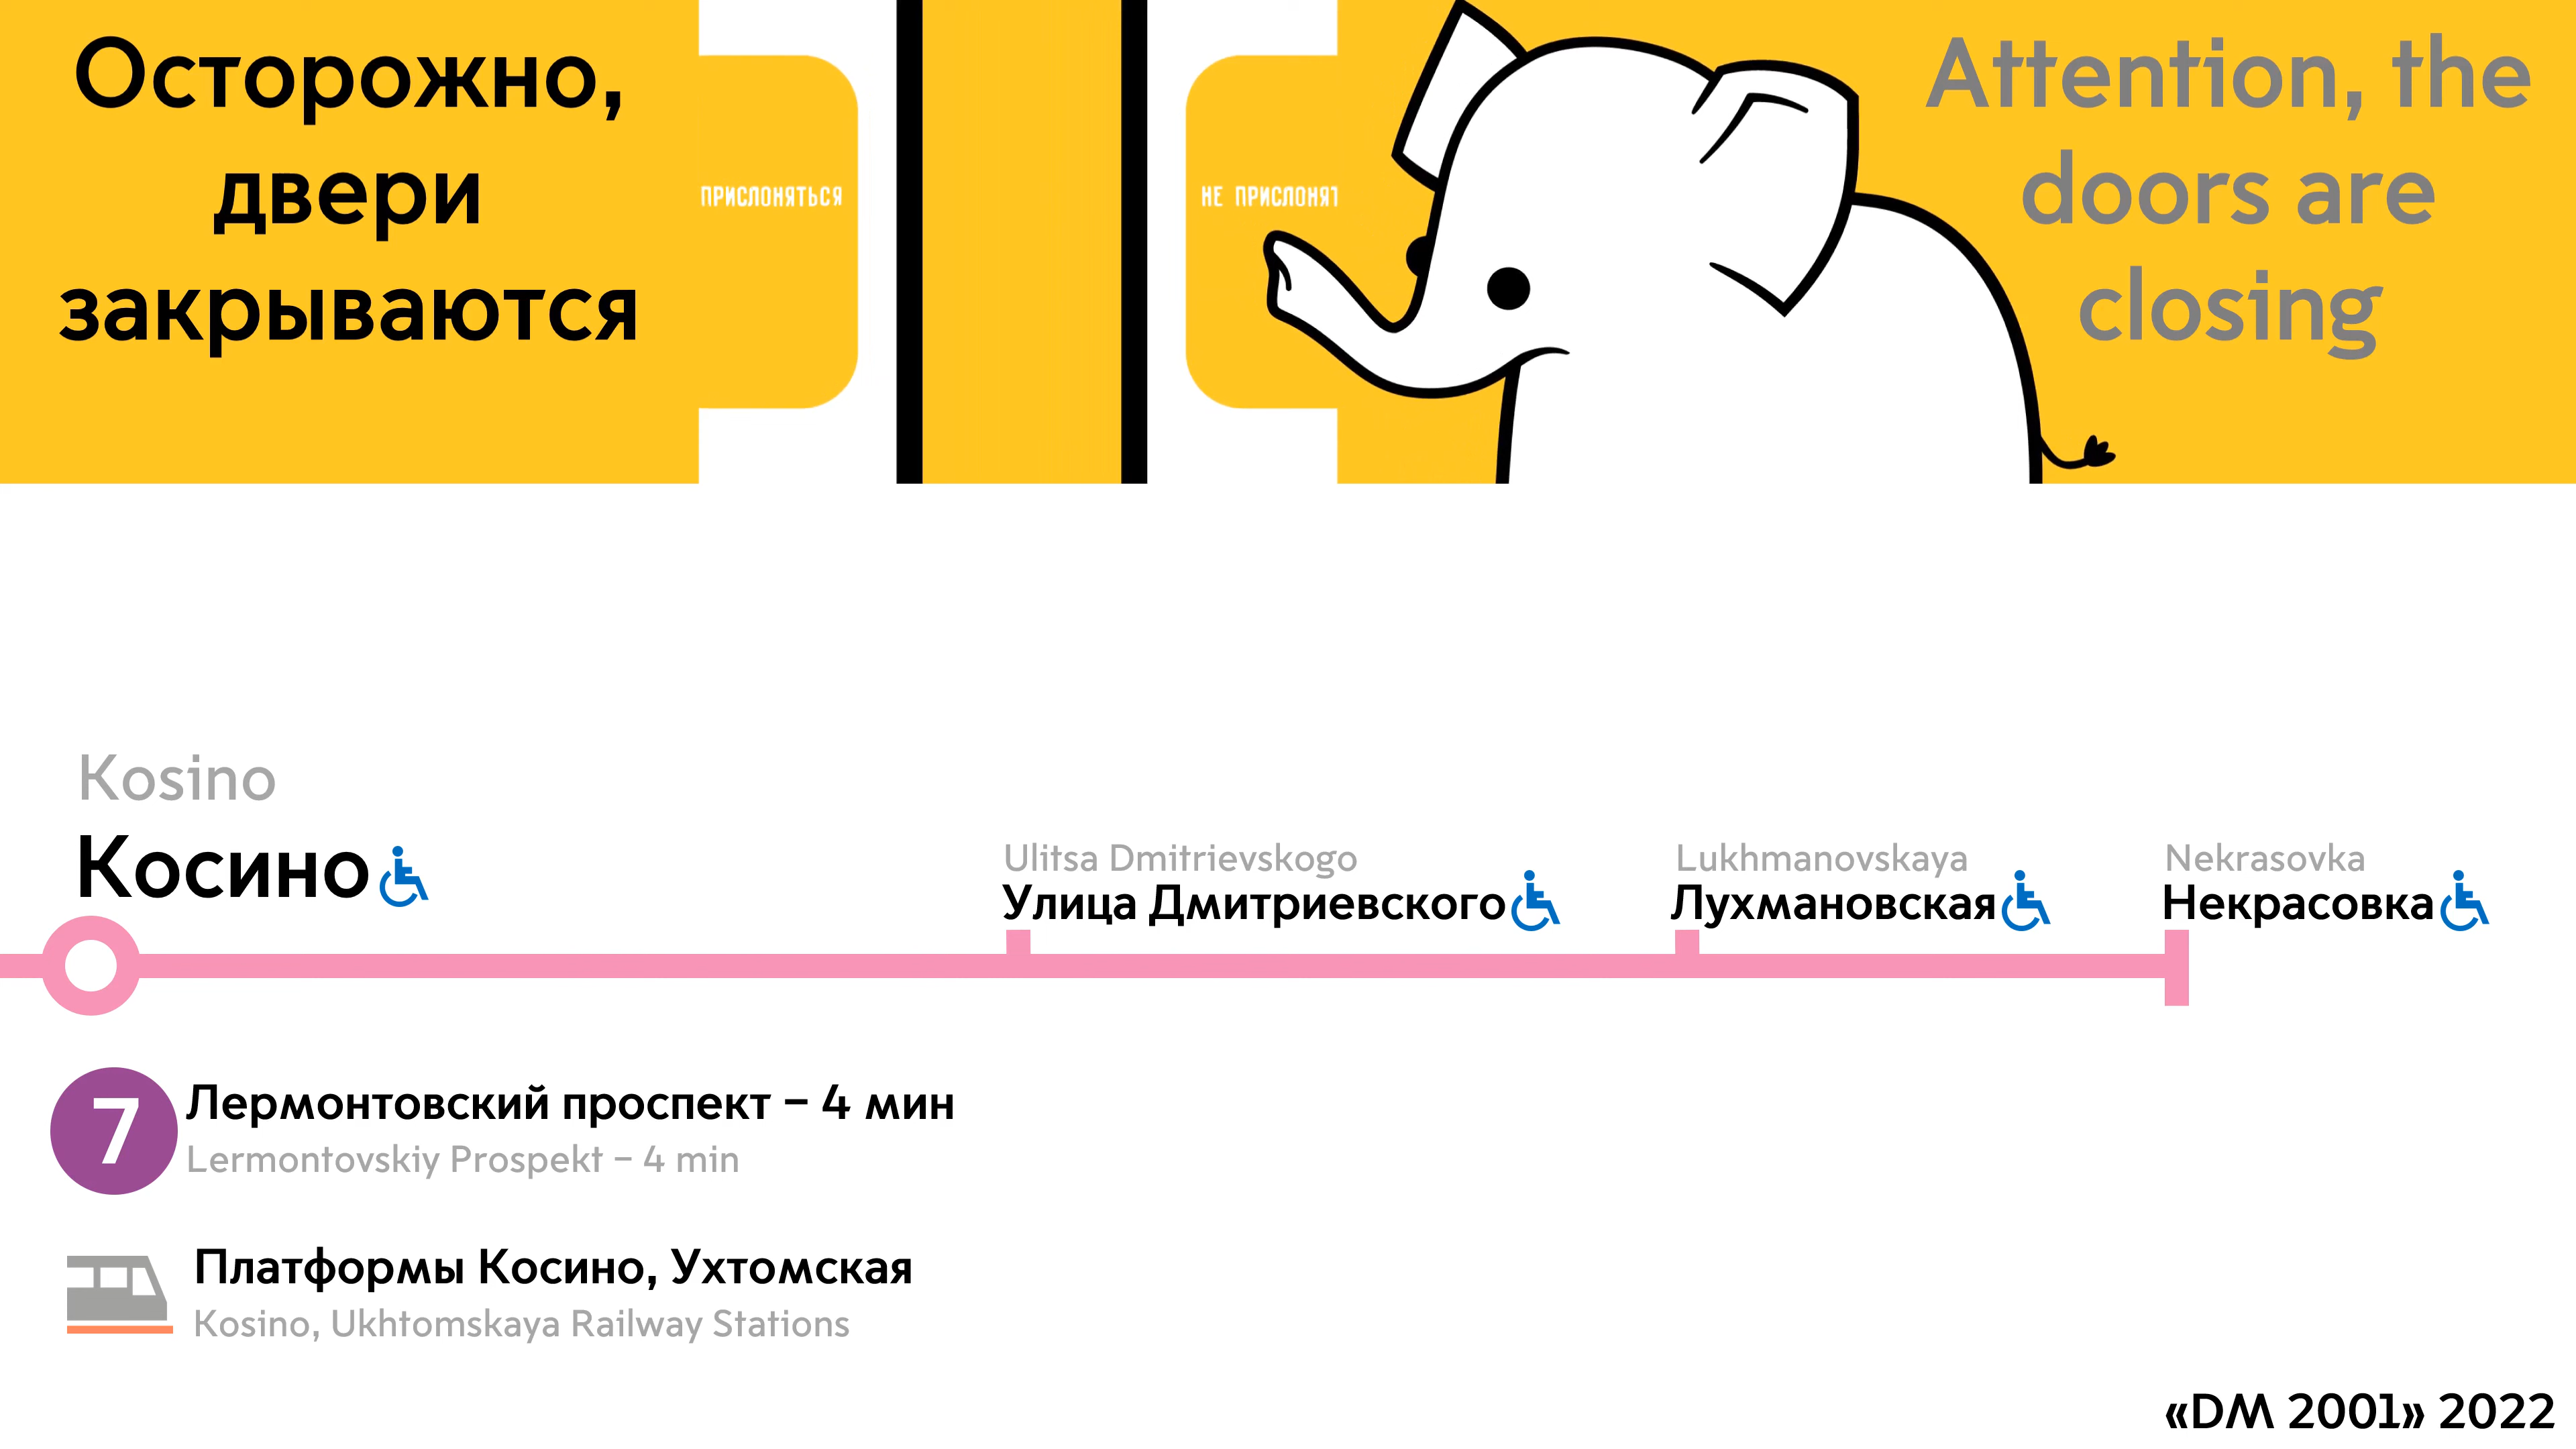 Осторожно,
двери
закрываются
ПРИСЛОНЯТЬСЯ
НЕ ПРИСЛОНЯТ
Attention, the
doors are
closing
Kosino
Косино
Ulitsa Dmitrievskogo
Улица Дмитриевского
Lukhmanovskaya
Лухмановская
Nekrasovka
Некрасовка
7
Лермонтовский проспект – 4 мин
Lermontovskiy Prospekt – 4 min
Платформы Косино, Ухтомская
Kosino, Ukhtomskaya Railway Stations
«DM 2001» 2022